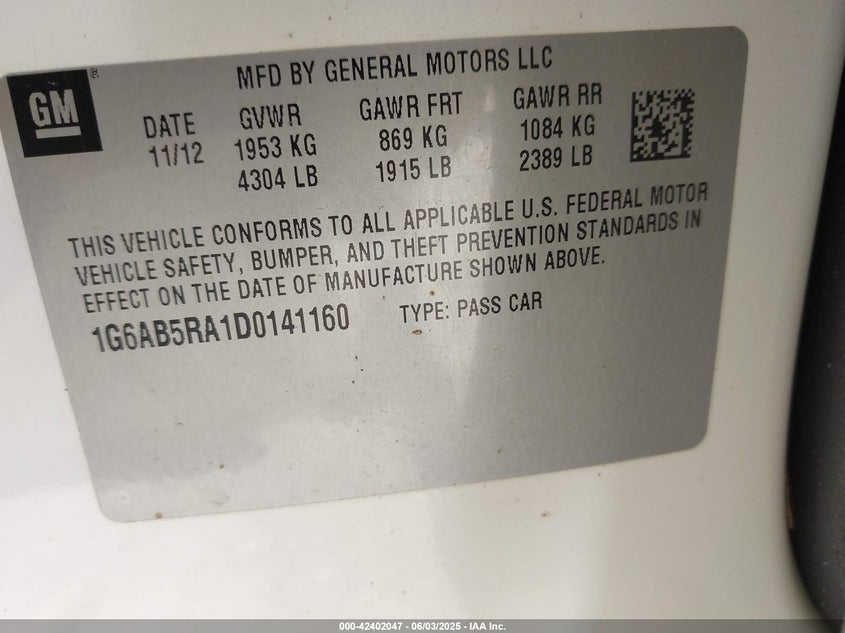 GM ®
MFD BY GENERAL MOTORS LLC
DATE GVWR GAWR FRT GAWR RR
11/12 1953 KG 869 KG 1084 KG
4304 LB 1915 LB 2389 LB
THIS VEHICLE CONFORMS TO ALL APPLICABLE U.S. FEDERAL MOTOR
VEHICLE SAFETY, BUMPER, AND THEFT PREVENTION STANDARDS IN
EFFECT ON THE DATE OF MANUFACTURE SHOWN ABOVE.
1G6AB5RA1D0141160 TYPE: PASS CAR
000-42402047 - 06/03/2025 - IAA Inc.